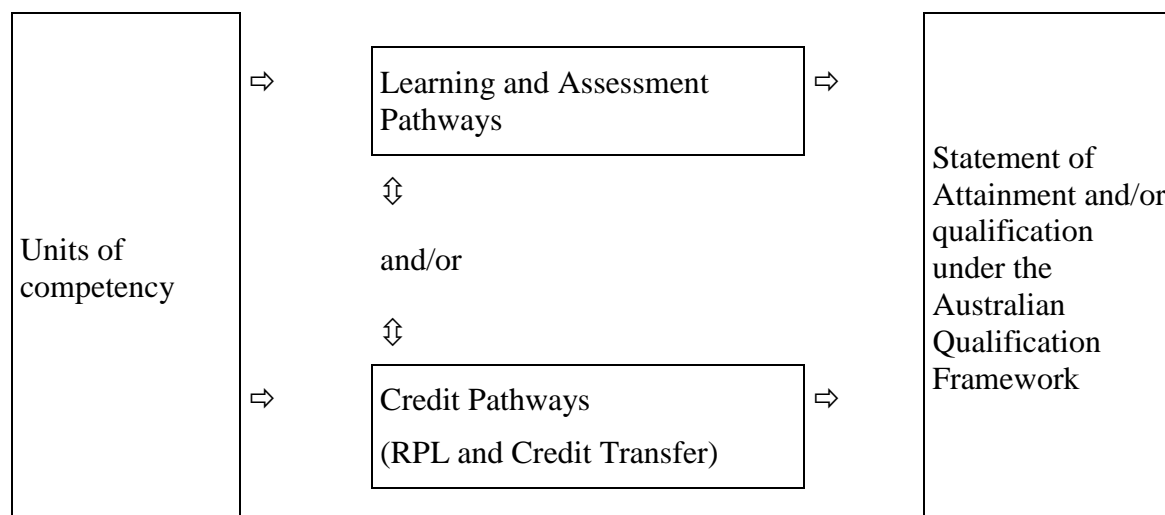 Units of
competency
⇨
Learning and Assessment
Pathways
⇨
⇳
and/or
⇳
⇨
Credit Pathways
(RPL and Credit Transfer)
⇨
Statement of
Attainment and/or
qualification
under the
Australian
Qualification
Framework